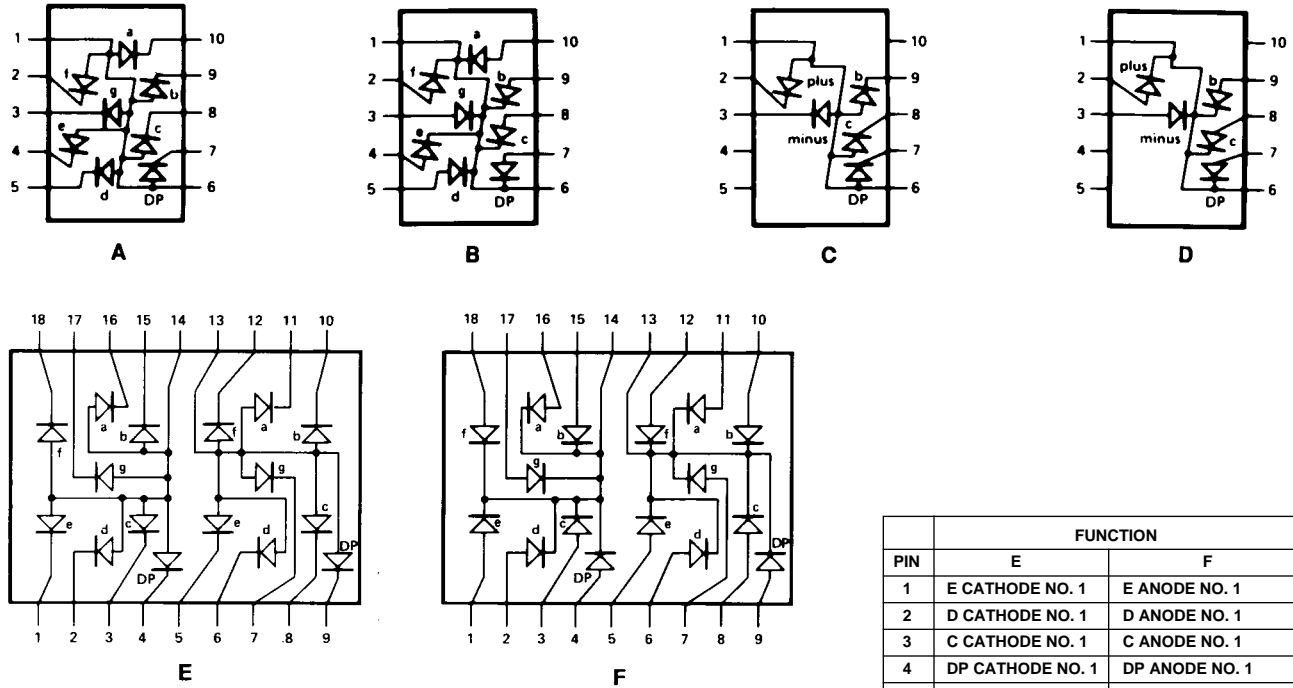 a
1 10
f
2 9
g b
3 8
e c
4 7
5 6
d DP
A
a
1 10
f
2 9
b
g
3 8
e c
4 7
5 6
d DP
B
1 10
2 plus b 9
3 8
minus c
4 7
5 6
DP
C
1 10
plus
2 b 9
3 8
minus c
4 7
5 6
DP
D
18 17 16 15 14 13 12 11 10
a a
f b f b
g g
e c e c
d d
DP DP
1 2 3 4 5 6 7 8 9
E
18 17 16 15 14 13 12 11 10
a a
f b f b
g g
e c e c
d d
DP DP
1 2 3 4 5 6 7 8 9
F
FUNCTION
PIN E F
1 E CATHODE NO. 1 E ANODE NO. 1
2 D CATHODE NO. 1 D ANODE NO. 1
3 C CATHODE NO. 1 C ANODE NO. 1
4 DP CATHODE NO. 1 DP ANODE NO. 1